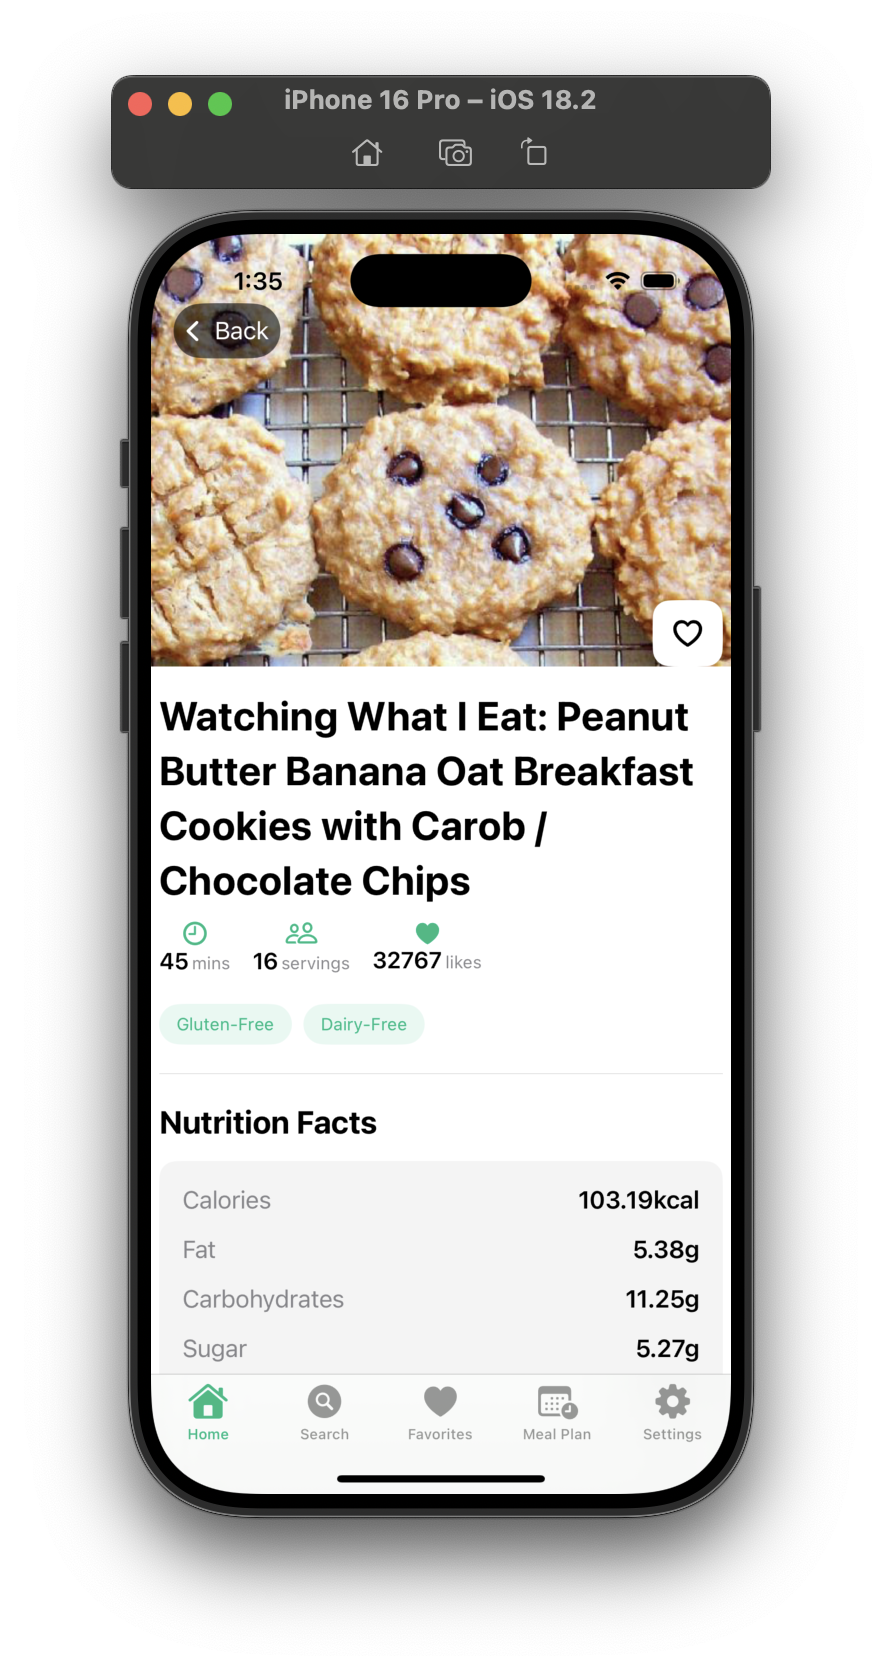 iPhone 16 Pro – iOS 18.2
1:35
Back
Watching What I Eat: Peanut
Butter Banana Oat Breakfast
Cookies with Carob /
Chocolate Chips
45 mins 16 servings 32767 likes
Gluten-Free Dairy-Free
Nutrition Facts
Calories 103.19kcal
Fat 5.38g
Carbohydrates 11.25g
Sugar 5.27g
Home Search Favorites Meal Plan Settings